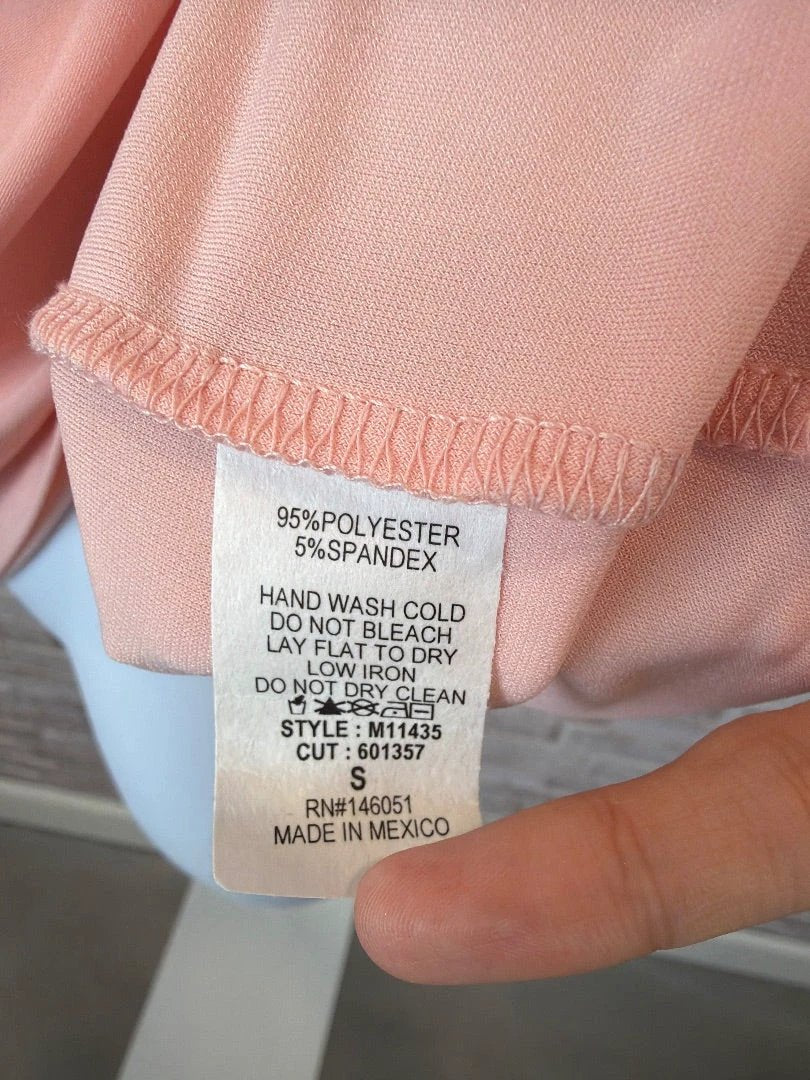 95%POLYESTER
5%SPANDEX
HAND WASH COLD
DO NOT BLEACH
LAY FLAT TO DRY
LOW IRON
DO NOT DRY CLEAN
STYLE : M11435
CUT : 601357
S
RN#146051
MADE IN MEXICO